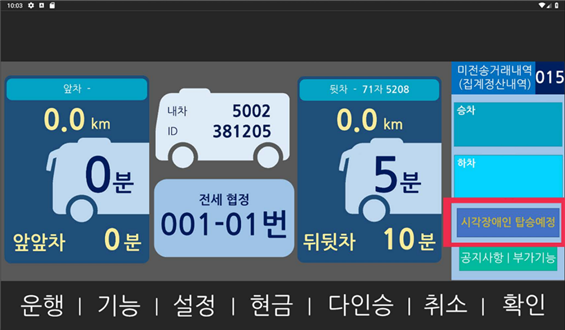 10:03
앞차 -
0.0 km
0분
앞앞차 0분
내차 5002
ID 381205
전세 협정
001-01번
뒷차 - 71자 5208
0.0 km
5분
뒤뒷차 10분
미전송거래내역
(집계정산내역)
015
승차
하차
시각장애인 탑승예정
공지사항 | 부가기능
운행 | 기능 | 설정 | 현금 | 다인승 | 취소 | 확인